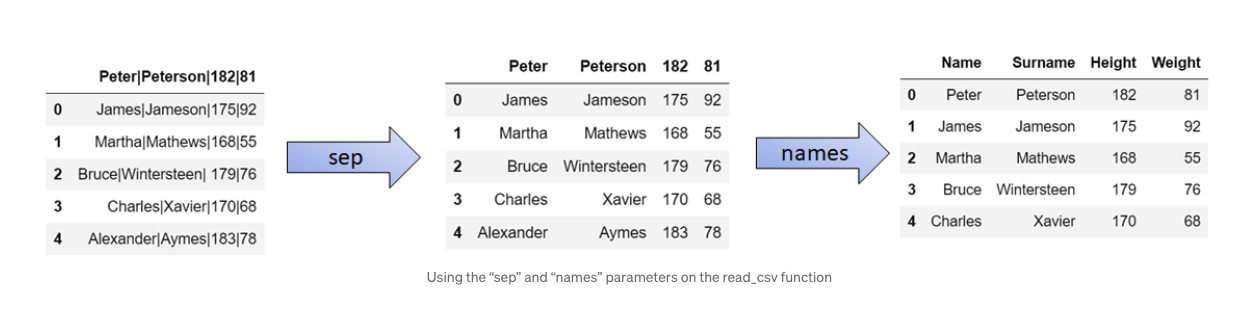 Peter|Peterson|182|81
0 James|Jameson|175|92
1 Martha|Mathews|168|55
2 Bruce|Wintersteen| 179|76
3 Charles|Xavier|170|68
4 Alexander|Aymes|183|78
sep
Peter Peterson 182 81
0 James Jameson 175 92
1 Martha Mathews 168 55
2 Bruce Wintersteen 179 76
3 Charles Xavier 170 68
4 Alexander Aymes 183 78
names
Name Surname Height Weight
0 Peter Peterson 182 81
1 James Jameson 175 92
2 Martha Mathews 168 55
3 Bruce Wintersteen 179 76
4 Charles Xavier 170 68
Using the “sep” and “names” parameters on the read_csv function